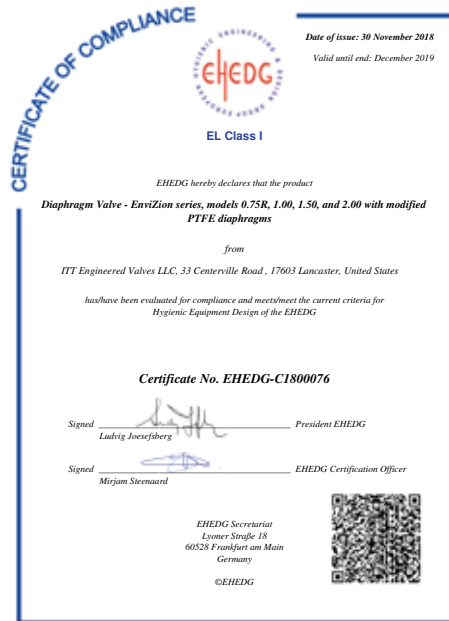 CERTIFICATE OF COMPLIANCE
HYGIENIC ENGINEERING & DESIGN GROUP EUROPEAN
EHEDG
Date of issue: 30 November 2018
Valid until end: December 2019
EL Class I
EHEDG hereby declares that the product
Diaphragm Valve - EnviZion series, models 0.75R, 1.00, 1.50, and 2.00 with modified
PTFE diaphragms
from
ITT Engineered Valves LLC, 33 Centerville Road , 17603 Lancaster, United States
has/have been evaluated for compliance and meets/meet the current criteria for
Hygienic Equipment Design of the EHEDG
Certificate No. EHEDG-C1800076
Signed President EHEDG
Ludvig Joesefsberg
Signed EHEDG Certification Officer
Mirjam Steenaard
EHEDG Secretariat
Lyoner Straße 18
60528 Frankfurt am Main
Germany
©EHEDG